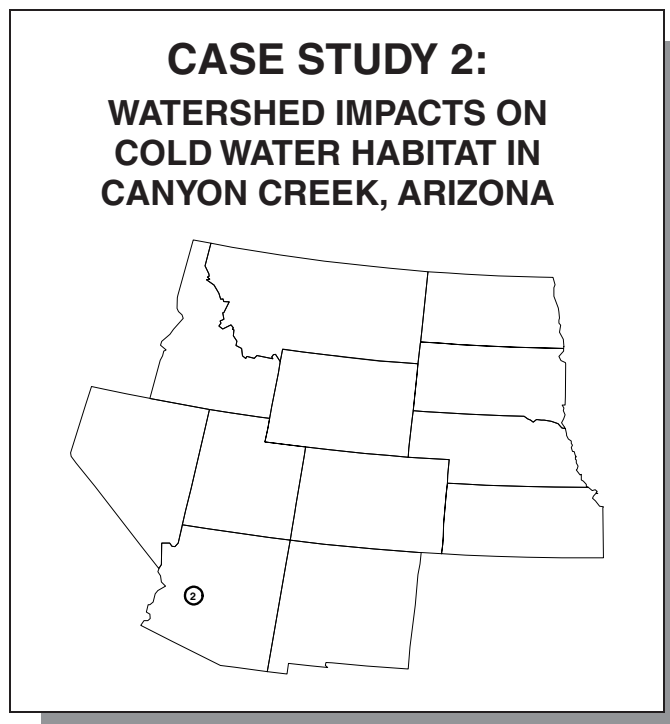 CASE STUDY 2:
WATERSHED IMPACTS ON
COLD WATER HABITAT IN
CANYON CREEK, ARIZONA
2